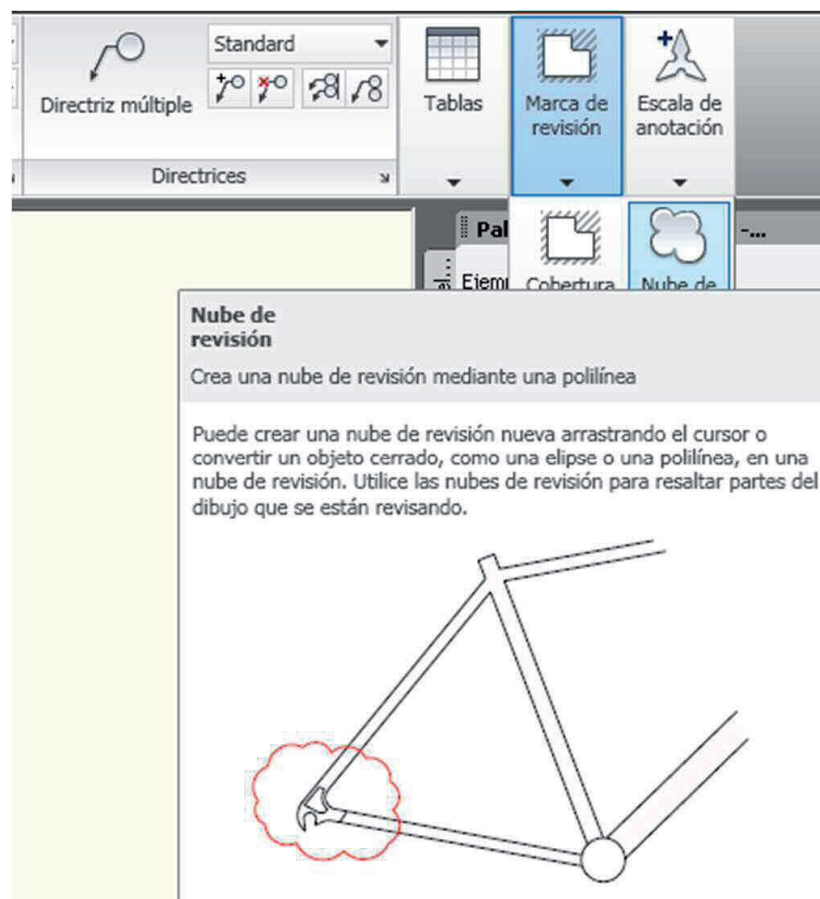 Standard
Directriz múltiple
Tablas
Marca de
revisión
Escala de
anotación
Directrices
Pal
-...
Ejem
Cobertura
Nube de
Nube de
revisión
Crea una nube de revisión mediante una polilínea
Puede crear una nube de revisión nueva arrastrando el cursor o
convertir un objeto cerrado, como una elipse o una polilínea, en una
nube de revisión. Utilice las nubes de revisión para resaltar partes del
dibujo que se están revisando.